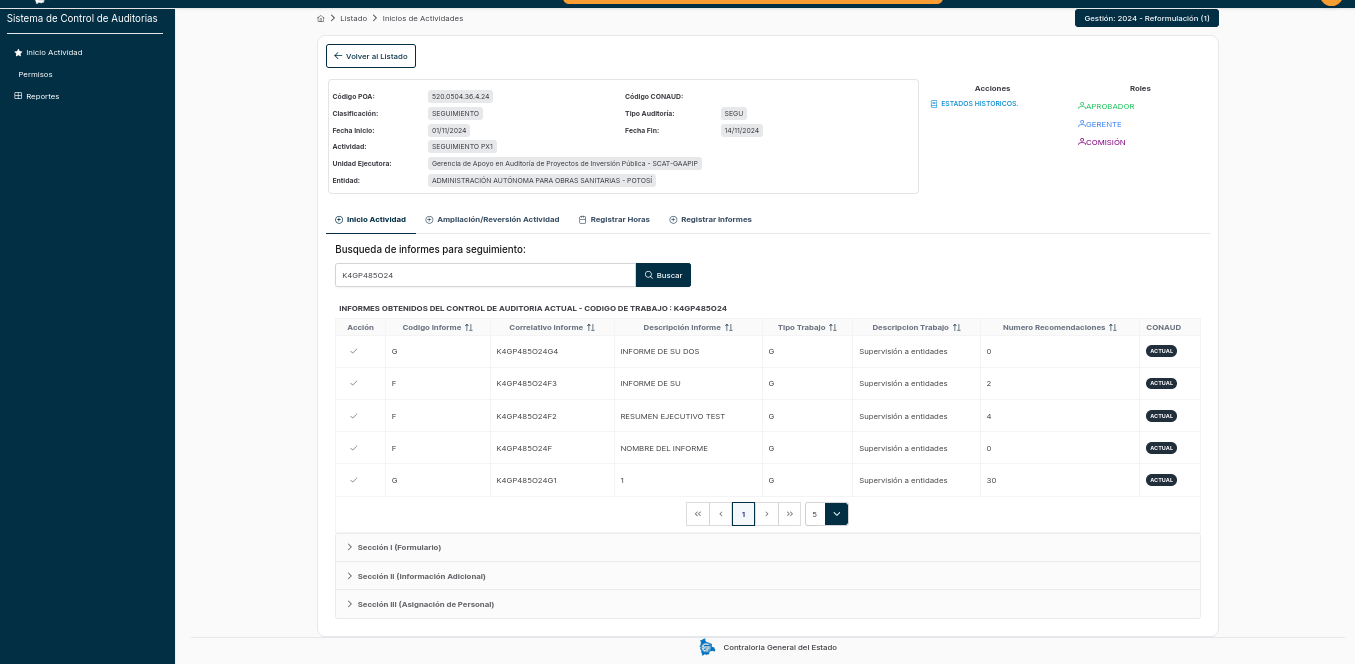 Sistema de Control de Auditorias
Inicio Actividad
Permisos
Reportes
Listado
Inicios de Actividades
Gestión: 2024 - Reformulación (1)
Volver al Listado
Código POA: 520.0504.36.4.24 Código CONAUD:
Clasificación: SEGUIMIENTO Tipo Auditoría: SEGU
Fecha Inicio: 01/11/2024 Fecha Fin: 14/11/2024
Actividad: SEGUIMIENTO PX1
Unidad Ejecutora: Gerencia de Apoyo en Auditoría de Proyectos de Inversión Pública - SCAT-GAAPIP
Entidad: ADMINISTRACIÓN AUTÓNOMA PARA OBRAS SANITARIAS - POTOSÍ
Acciones
ESTADOS HISTORICOS.
Roles
APROBADOR
GERENTE
COMISIÓN
Inicio Actividad Ampliación/Reversión Actividad Registrar Horas Registrar Informes
Busqueda de informes para seguimiento:
K4GP485O24 Buscar
INFORMES OBTENIDOS DEL CONTROL DE AUDITORIA ACTUAL - CODIGO DE TRABAJO : K4GP485O24
Acción Codigo Informe Correlativo Informe Descripción Informe Tipo Trabajo Descripcion Trabajo Numero Recomendaciones CONAUD
G K4GP485O24G4 INFORME DE SU DOS G Supervisión a entidades 0 ACTUAL
F K4GP485O24F3 INFORME DE SU G Supervisión a entidades 2 ACTUAL
F K4GP485O24F2 RESUMEN EJECUTIVO TEST G Supervisión a entidades 4 ACTUAL
F K4GP485O24F NOMBRE DEL INFORME G Supervisión a entidades 0 ACTUAL
G K4GP485O24G1 1 G Supervisión a entidades 30 ACTUAL
1 5
Sección I (Formulario)
Sección II (Información Adicional)
Sección III (Asignación de Personal)
Contraloria General del Estado